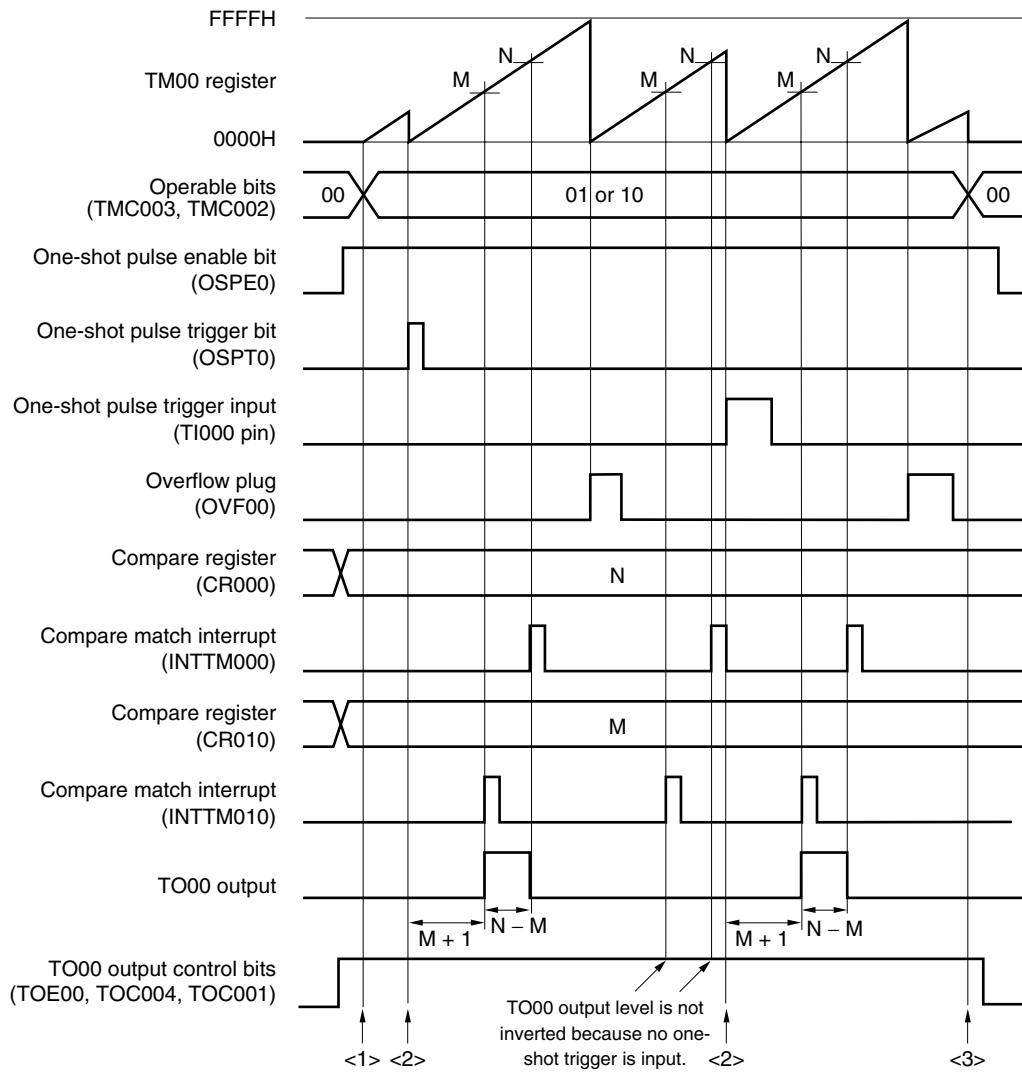 FFFFH
N
N
N
TM00 register
M
M
M
0000H
Operable bits
(TMC003, TMC002)
00
01 or 10
00
One-shot pulse enable bit
(OSPE0)
One-shot pulse trigger bit
(OSPT0)
One-shot pulse trigger input
(TI000 pin)
Overflow plug
(OVF00)
Compare register
(CR000)
N
Compare match interrupt
(INTTM000)
Compare register
(CR010)
M
Compare match interrupt
(INTTM010)
TO00 output
M + 1
N – M
M + 1
N – M
TO00 output control bits
(TOE00, TOC004, TOC001)
TO00 output level is not
inverted because no one-
shot trigger is input.
<1>
<2>
<2>
<3>